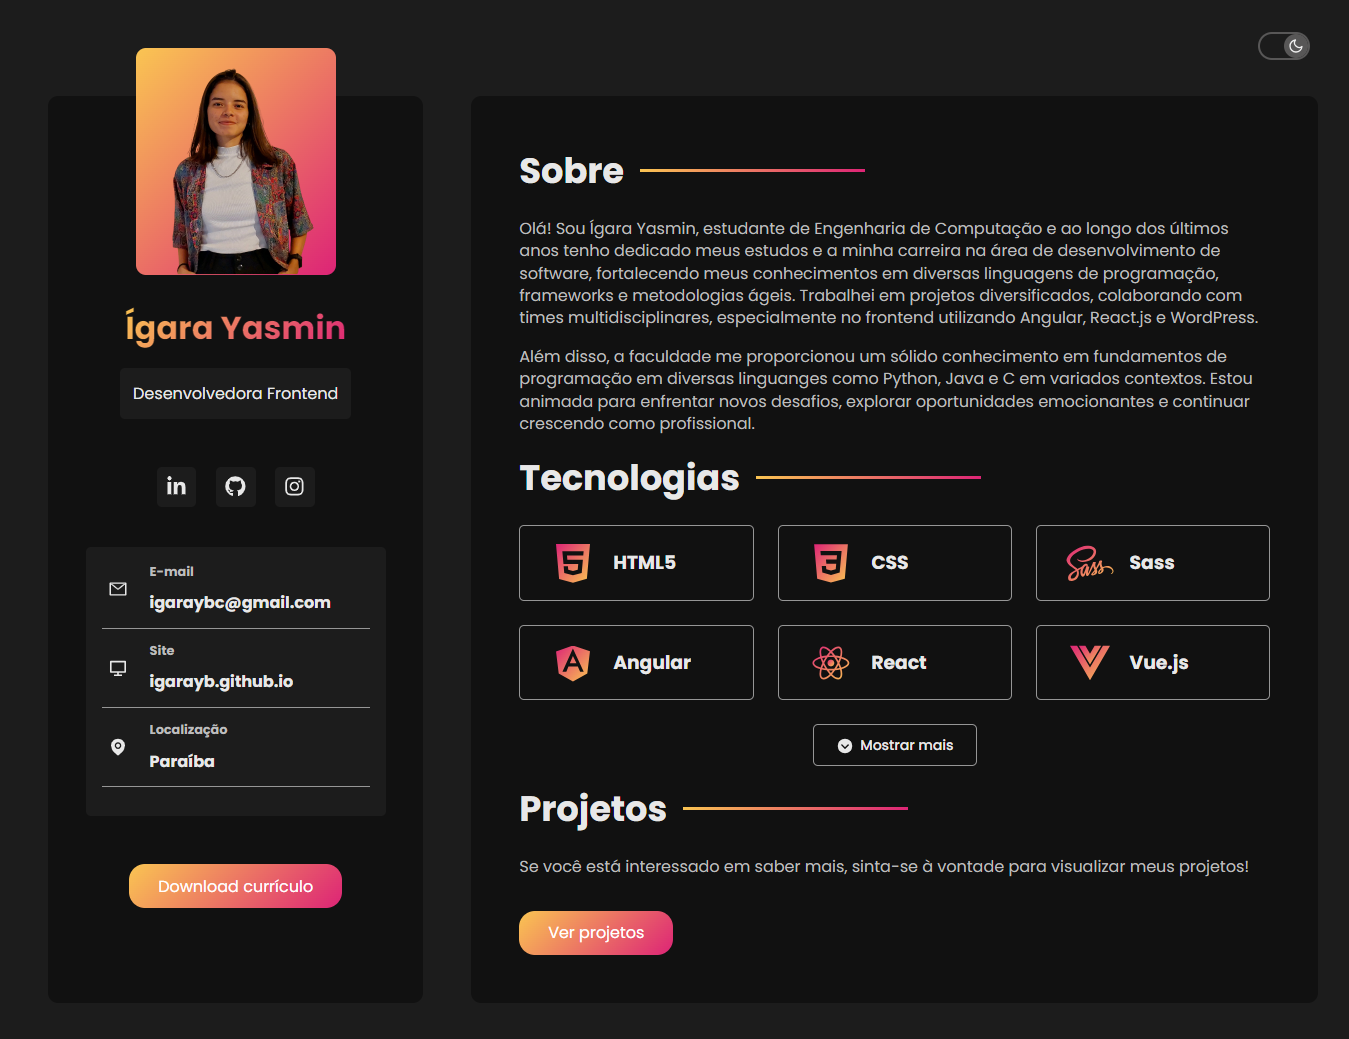 Ígara Yasmin
Desenvolvedora Frontend
in
E-mail
igaraybc@gmail.com
Site
igarayb.github.io
Localização
Paraíba
Download currículo
Sobre
Olá! Sou Ígara Yasmin, estudante de Engenharia de Computação e ao longo dos últimos
anos tenho dedicado meus estudos e a minha carreira na área de desenvolvimento de
software, fortalecendo meus conhecimentos em diversas linguagens de programação,
frameworks e metodologias ágeis. Trabalhei em projetos diversificados, colaborando com
times multidisciplinares, especialmente no frontend utilizando Angular, React.js e WordPress.
Além disso, a faculdade me proporcionou um sólido conhecimento em fundamentos de
programação em diversas linguanges como Python, Java e C em variados contextos. Estou
animada para enfrentar novos desafios, explorar oportunidades emocionantes e continuar
crescendo como profissional.
Tecnologias
5 HTML5
3 CSS
Sass Sass
A Angular
React
Vue.js
Mostrar mais
Projetos
Se você está interessado em saber mais, sinta-se à vontade para visualizar meus projetos!
Ver projetos